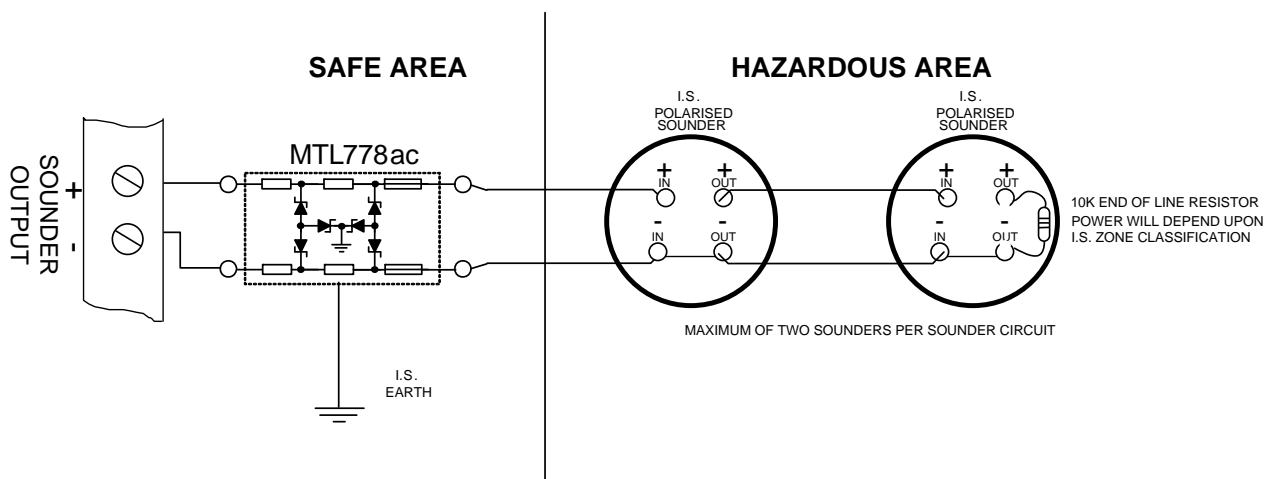 SAFE AREA
HAZARDOUS AREA
SOUNDER
OUTPUT
+
-
MTL778ac
I.S.
EARTH
I.S.
POLARISED
SOUNDER
+ +
IN OUT
- -
IN OUT
I.S.
POLARISED
SOUNDER
+ +
IN OUT
- -
IN OUT
10K END OF LINE RESISTOR
POWER WILL DEPEND UPON
I.S. ZONE CLASSIFICATION
MAXIMUM OF TWO SOUNDERS PER SOUNDER CIRCUIT